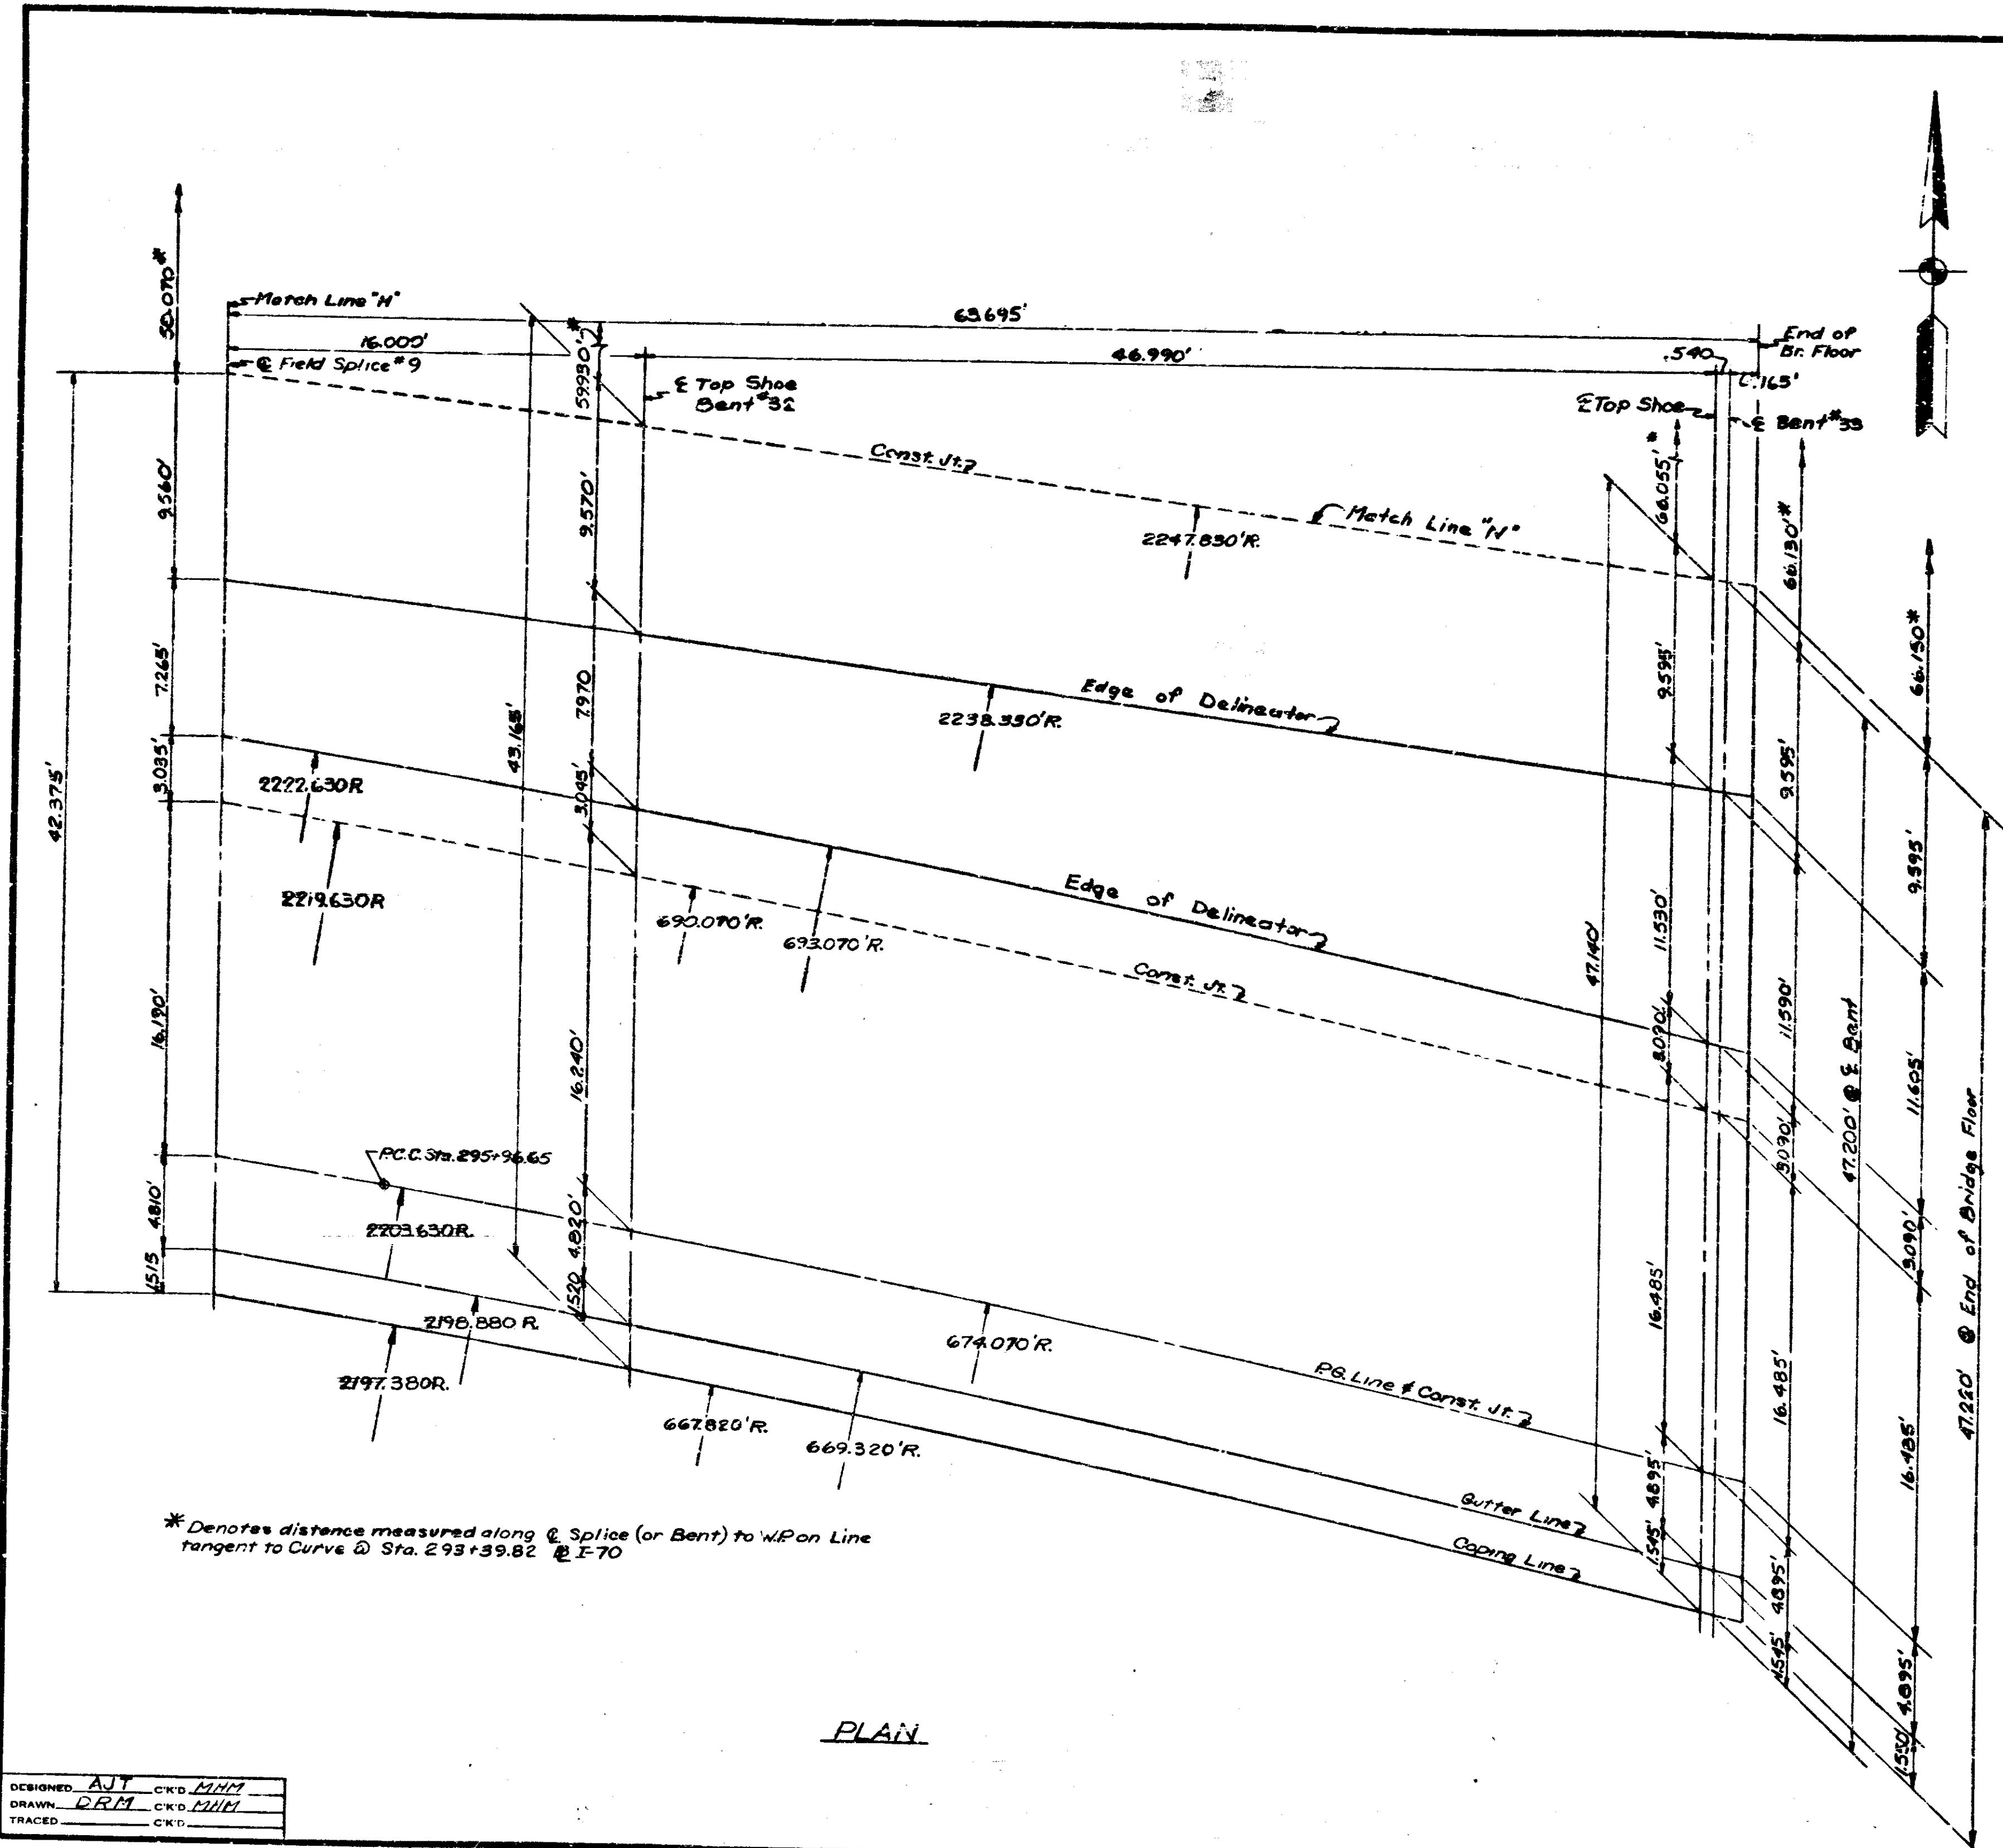 50.070'*
Match Line "H"
63.695'
16.000'
46.990'
.540
1.165'
End of
Br. Floor
℄ Field Splice #9
59.930'*
℄ Top Shoe
Bent #32
℄ Top Shoe
℄ Bent #33
Const. Jt.
66.055'*
66.130'*
66.150*
Match Line "N"
2247.830'R.
9.560'
9.570'
9.595'
9.595'
9.595'
7.265'
7.970
43.165'
Edge of Delineator
2238.330'R.
3.035'
3.045'
2222.630R
42.375'
2219.630R
690.070'R.
693.070'R.
Edge of Delineator
Const. Jt.
47.140'
11.530'
11.590'
11.605'
3.090'
3.090'
3.090'
47.200' @ ℄ Bent
47.220' @ End of Bridge Floor
16.190'
16.240'
P.C.C. Sta. 295+96.65
4.810'
4.820'
2203.630R.
1.515
1.520
2198.880 R.
2197.380R.
674.070'R.
667.820'R.
669.320'R.
P.G. Line & Const. Jt.
16.485'
16.485'
16.485'
Gutter Line
Coping Line
4.895'
4.895'
4.895'
1.545'
1.545'
1.550'
* Denotes distance measured along ℄ Splice (or Bent) to W.P. on Line
tangent to Curve @ Sta. 293+39.82 ℄ I-70
PLAN
DESIGNED AJT C'K'D MHM
DRAWN DRM C'K'D MHM
TRACED C'K'D